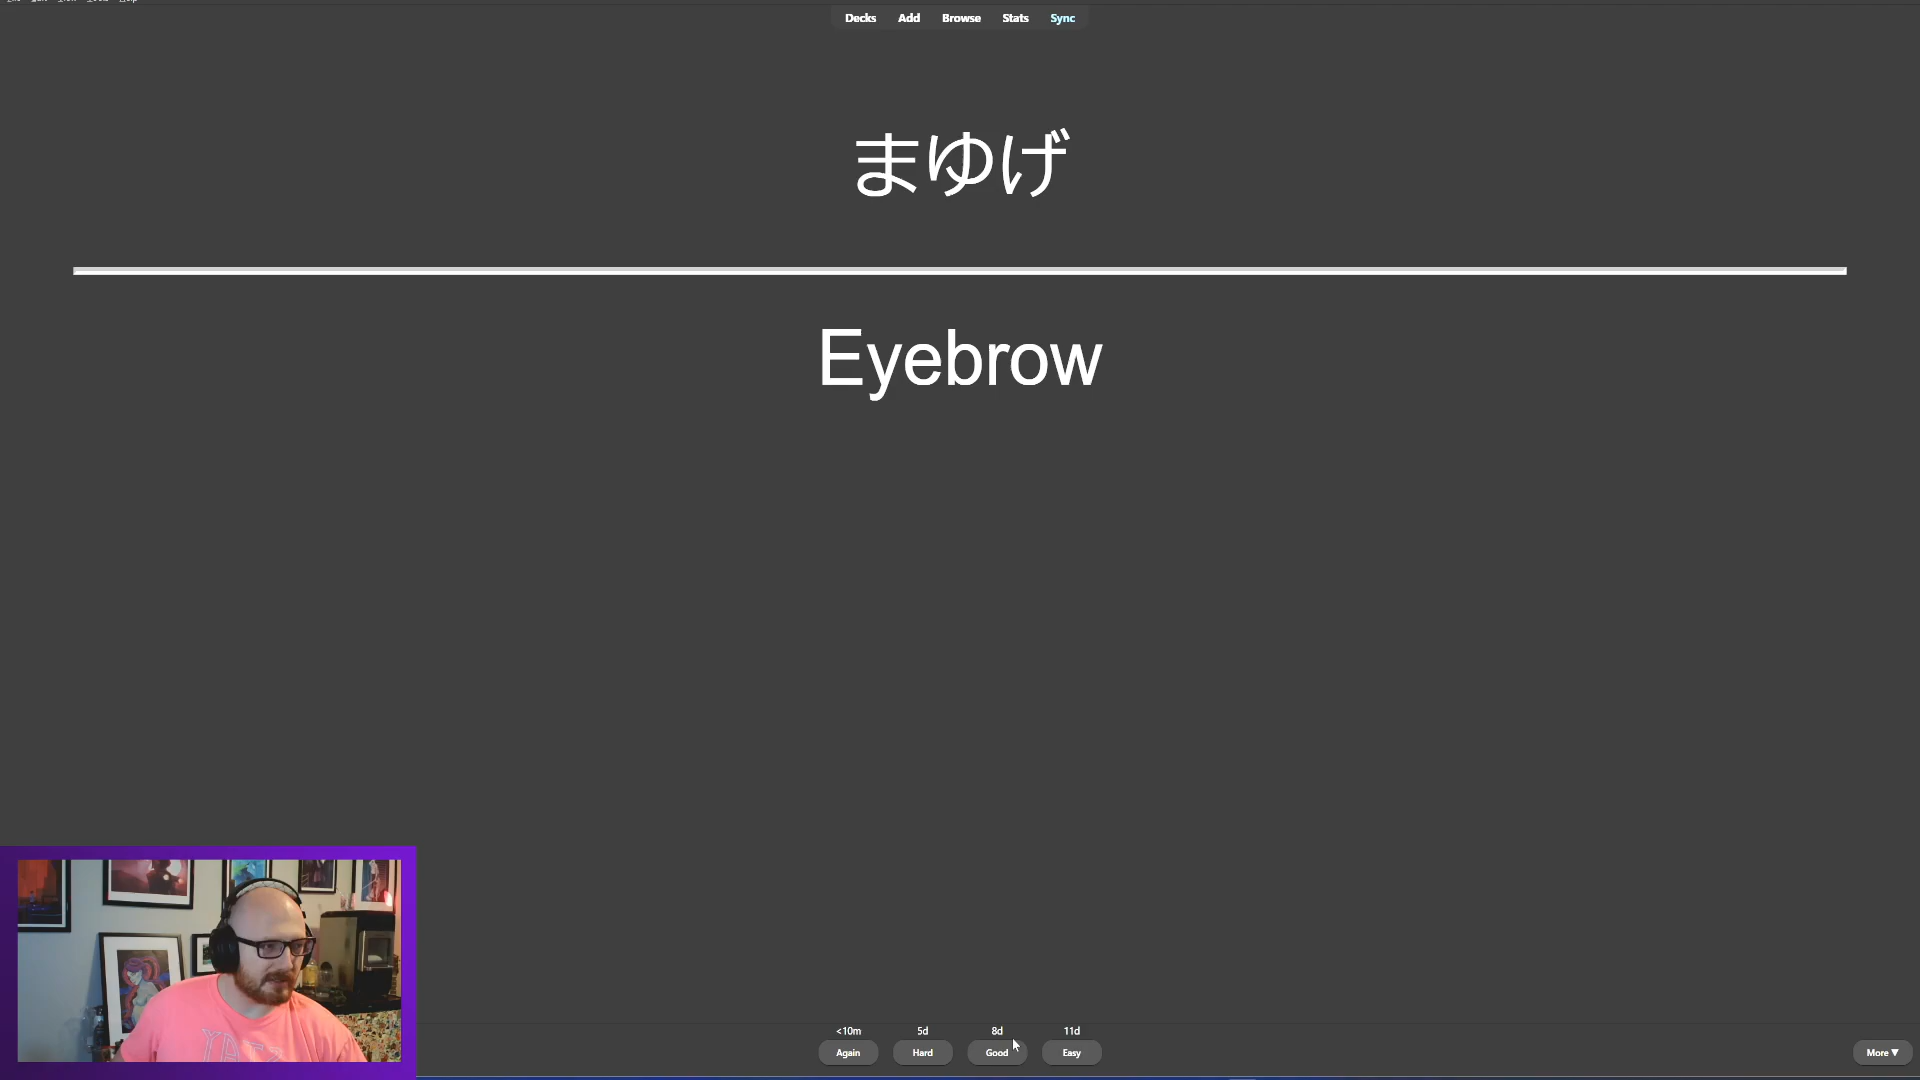 Decks Add Browse Stats Sync
まゆげ
Eyebrow
<10m 5d 8d 11d
Again Hard Good Easy
More ▼